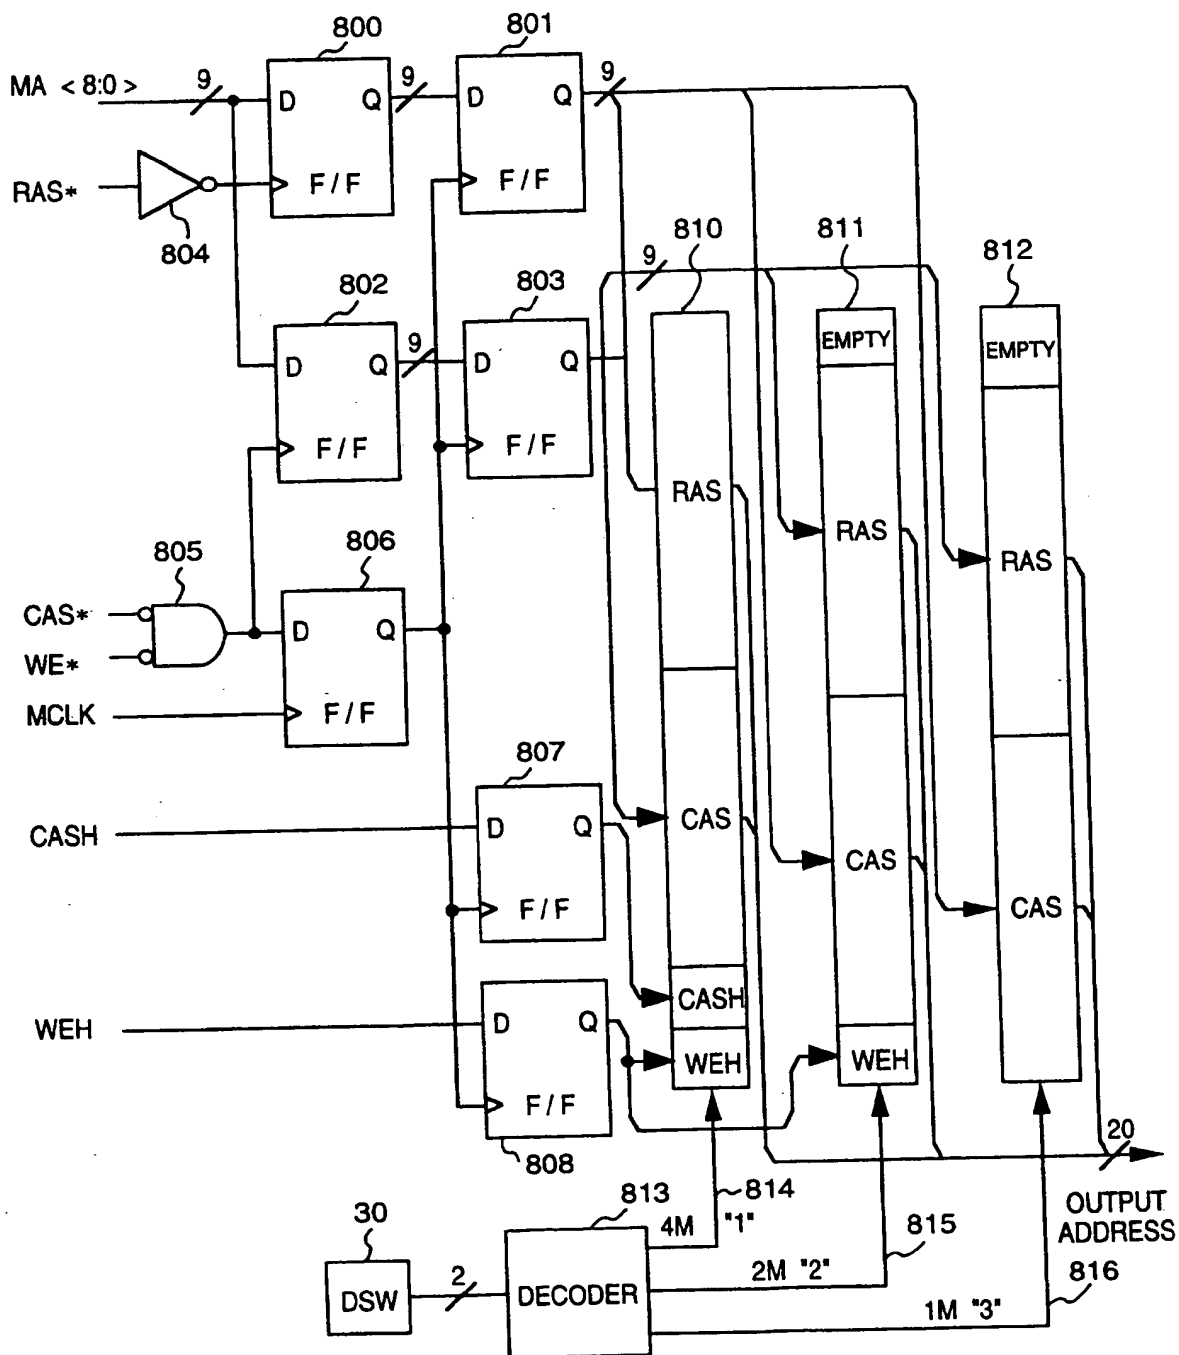 800
801
MA < 8:0 >
9
D
Q
F/F
9
D
Q
F/F
9
RAS*
804
802
803
D
Q
F/F
9
D
Q
F/F
9
810
811
812
EMPTY
EMPTY
RAS
RAS
RAS
805
806
CAS*
WE*
MCLK
D
Q
F/F
807
CASH
D
Q
F/F
CAS
CAS
CAS
CASH
WEH
D
Q
F/F
808
WEH
WEH
20
OUTPUT
ADDRESS
30
DSW
2
813
DECODER
4M "1"
814
2M "2"
815
1M "3"
816